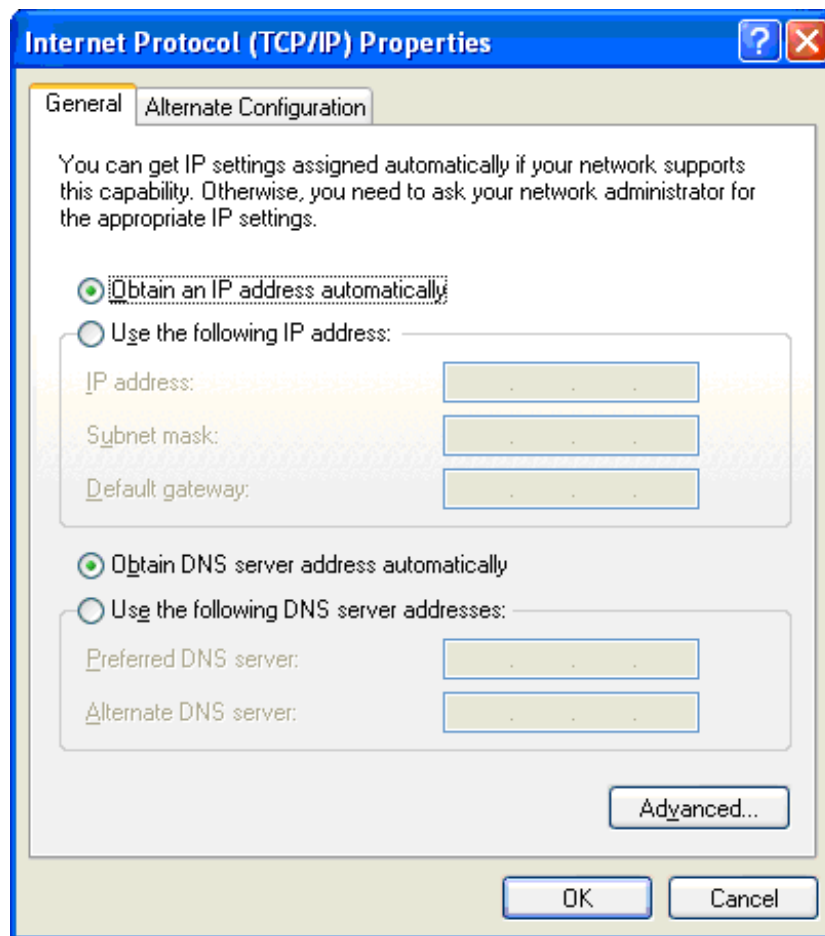 Internet Protocol (TCP/IP) Properties
General
Alternate Configuration
You can get IP settings assigned automatically if your network supports
this capability. Otherwise, you need to ask your network administrator for
the appropriate IP settings.
Obtain an IP address automatically
Use the following IP address:
IP address:
Subnet mask:
Default gateway:
Obtain DNS server address automatically
Use the following DNS server addresses:
Preferred DNS server:
Alternate DNS server:
Advanced...
OK
Cancel